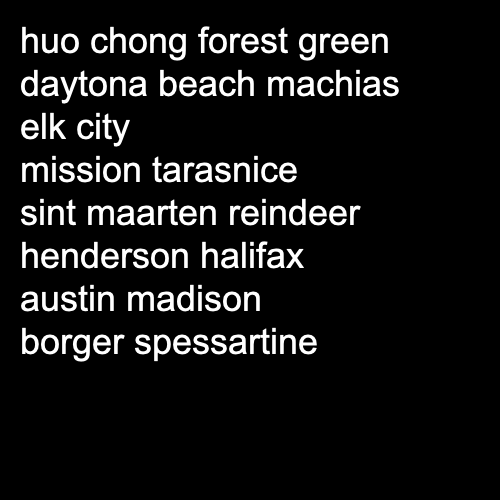 huo chong forest green
daytona beach machias
elk city
mission tarasnice
sint maarten reindeer
henderson halifax
austin madison
borger spessartine